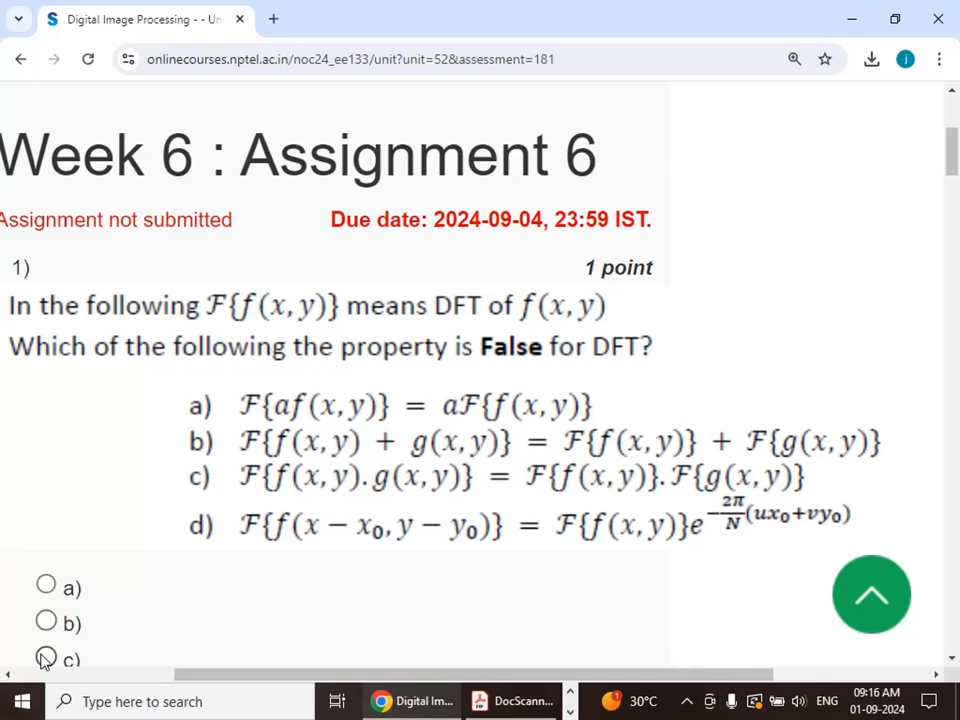 Digital Image Processing - - Un
onlinecourses.nptel.ac.in/noc24_ee133/unit?unit=52&assessment=181
Week 6 : Assignment 6
Assignment not submitted Due date: 2024-09-04, 23:59 IST.
1) 1 point
In the following ℱ{f(x, y)} means DFT of f(x, y)
Which of the following the property is False for DFT?
a) ℱ{af(x, y)} = aℱ{f(x, y)}
b) ℱ{f(x, y) + g(x, y)} = ℱ{f(x, y)} + ℱ{g(x, y)}
c) ℱ{f(x, y).g(x, y)} = ℱ{f(x, y)}.ℱ{g(x, y)}
d) ℱ{f(x − x₀, y − y₀)} = ℱ{f(x, y)}e^{−\frac{2π}{N}(ux₀+vy₀)}
a)
b)
c)
Type here to search
Digital Im...
DocScann...
30°C
ENG
09:16 AM
01-09-2024